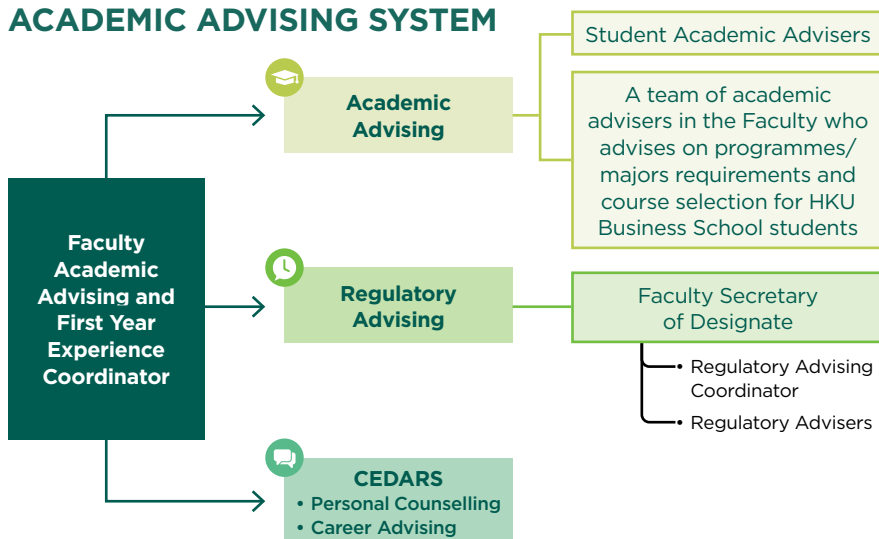 ACADEMIC ADVISING SYSTEM
Academic
Advising
Student Academic Advisers
A team of academic
advisers in the Faculty who
advises on programmes/
majors requirements and
course selection for HKU
Business School students
Faculty
Academic
Advising and
First Year
Experience
Coordinator
Regulatory
Advising
Faculty Secretary
of Designate
• Regulatory Advising
Coordinator
• Regulatory Advisers
CEDARS
• Personal Counselling
• Career Advising